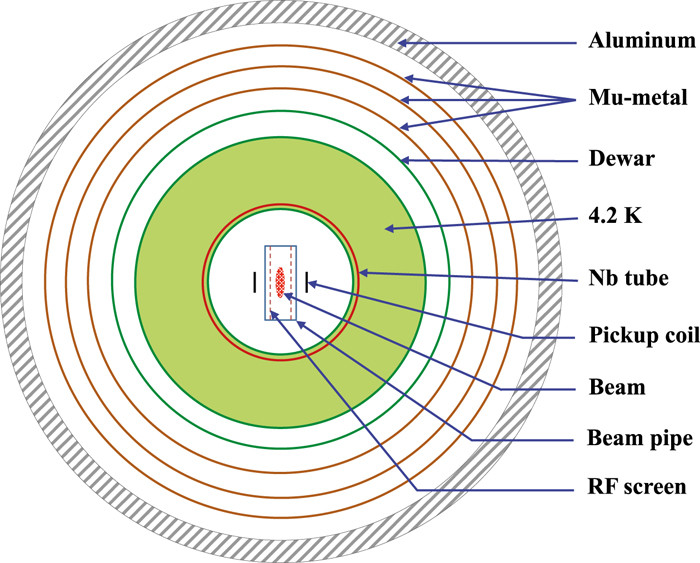 Aluminum
Mu-metal
Dewar
4.2 K
Nb tube
Pickup coil
Beam
Beam pipe
RF screen